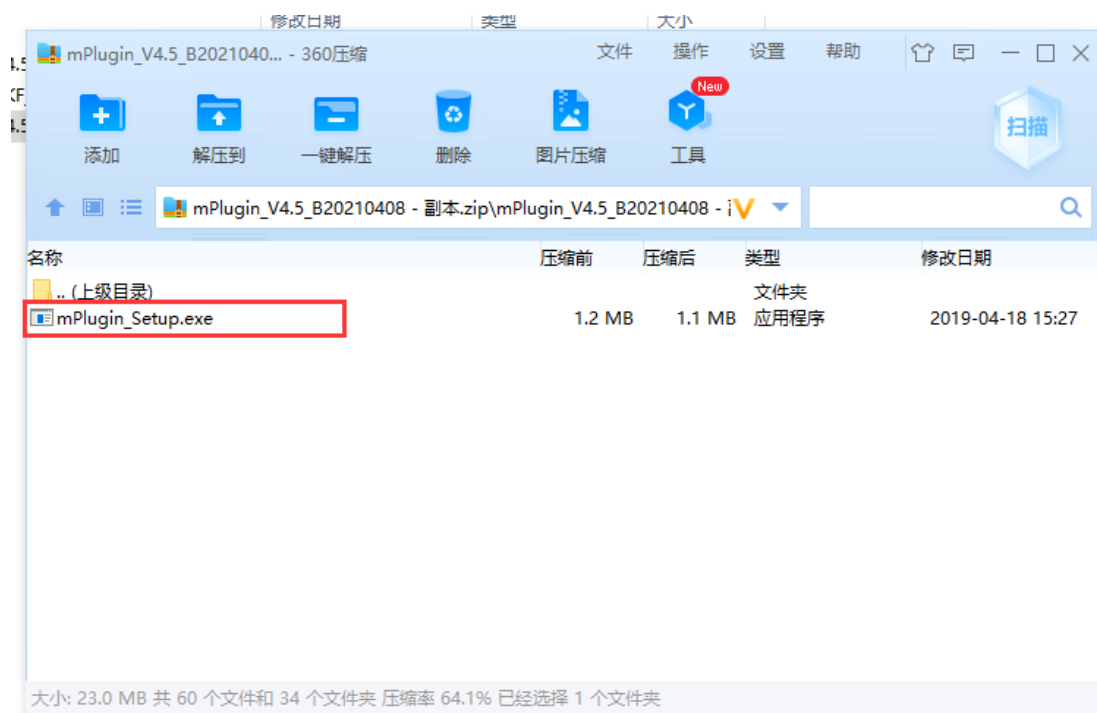 修改日期 类型 大小
mPlugin_V4.5_B2021040... - 360压缩 文件 操作 设置 帮助
New
添加 解压到 一键解压 删除 图片压缩 工具 扫描
mPlugin_V4.5_B20210408 - 副本.zip\mPlugin_V4.5_B20210408 -
名称 压缩前 压缩后 类型 修改日期
.. (上级目录) 文件夹
mPlugin_Setup.exe 1.2 MB 1.1 MB 应用程序 2019-04-18 15:27
大小: 23.0 MB 共 60 个文件和 34 个文件夹 压缩率 64.1% 已经选择 1 个文件夹